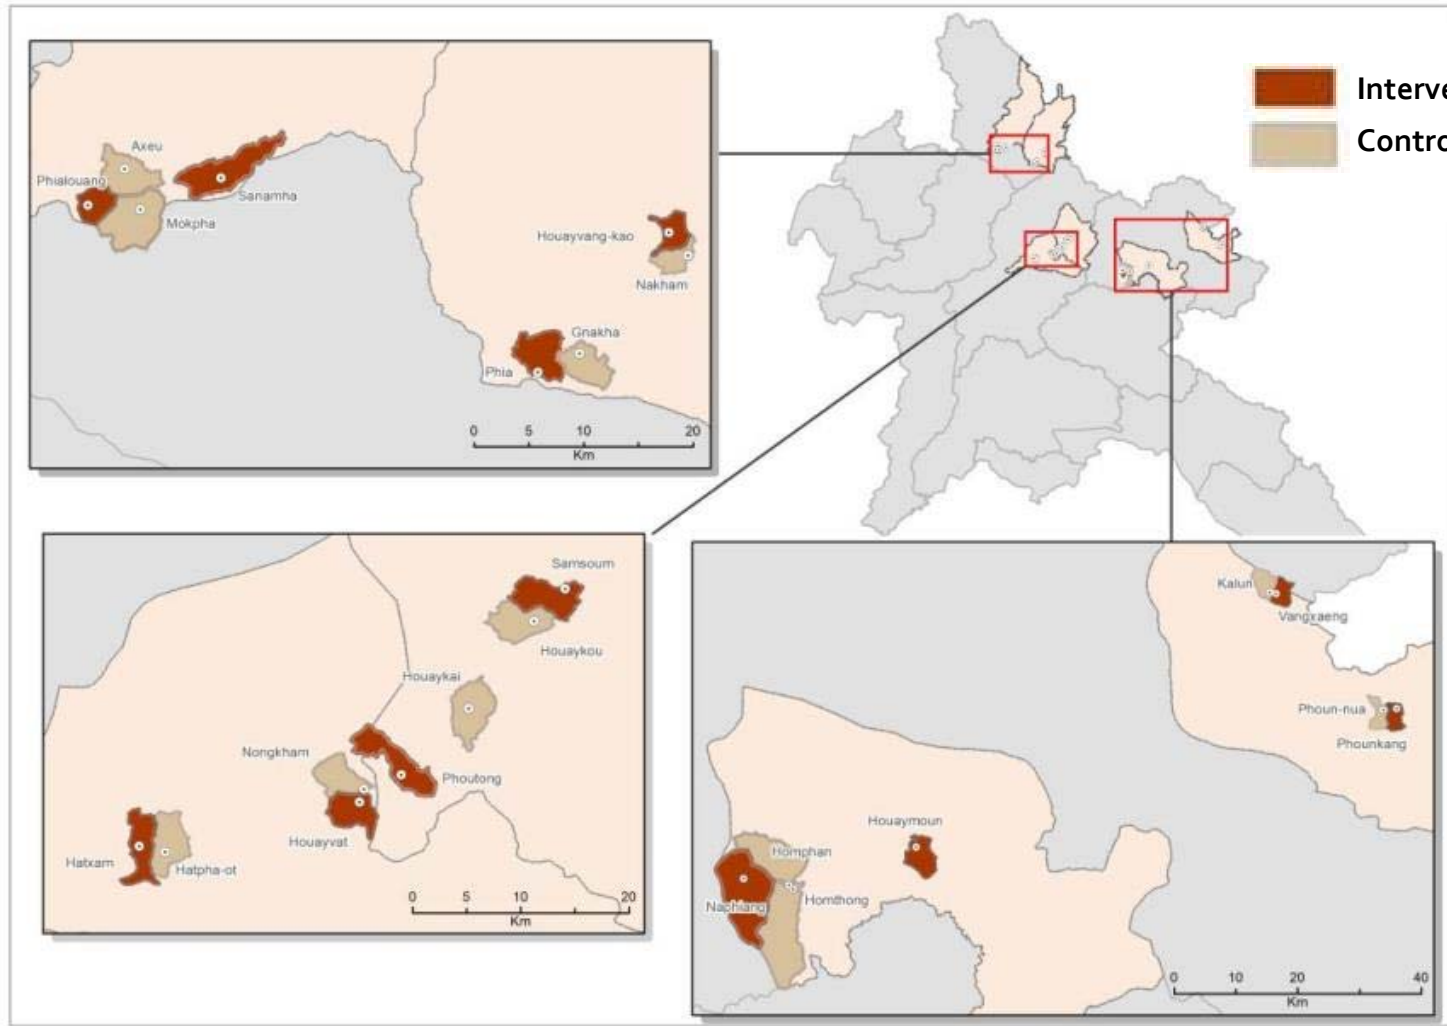 Interve
Contro
Axeu
Phialouang
Sanamha
Mokpha
Houayvang-kao
Nakham
Gnakha
Phia
0 5 10 20
Km
Samsoum
Houaykou
Houaykai
Nongkham
Phoutong
Houayvat
Hatxam
Hatpha-ot
0 5 10 20
Km
Kalun
Vangxaeng
Phoun-nua
Phounkang
Houaymoun
Homphan
Homthong
Naphiang
0 10 20 40
Km